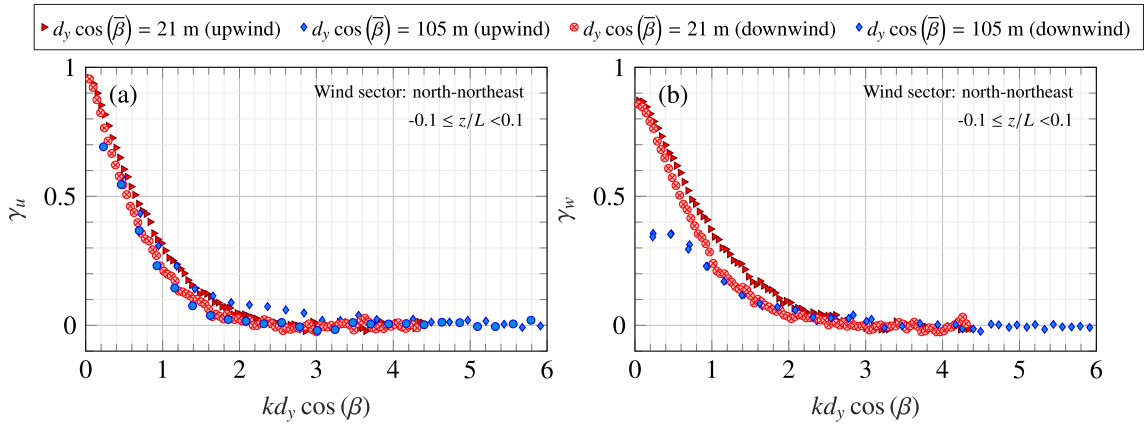 d_y cos (β̅) = 21 m (upwind) d_y cos (β̅) = 105 m (upwind) d_y cos (β̅) = 21 m (downwind) d_y cos (β̅) = 105 m (downwind)
(a)
Wind sector: north-northeast
-0.1 ≤ z/L <0.1
1
0.5
0
γ_u
0 1 2 3 4 5 6
kd_y cos (β)
(b)
Wind sector: north-northeast
-0.1 ≤ z/L <0.1
1
0.5
0
γ_w
0 1 2 3 4 5 6
kd_y cos (β)